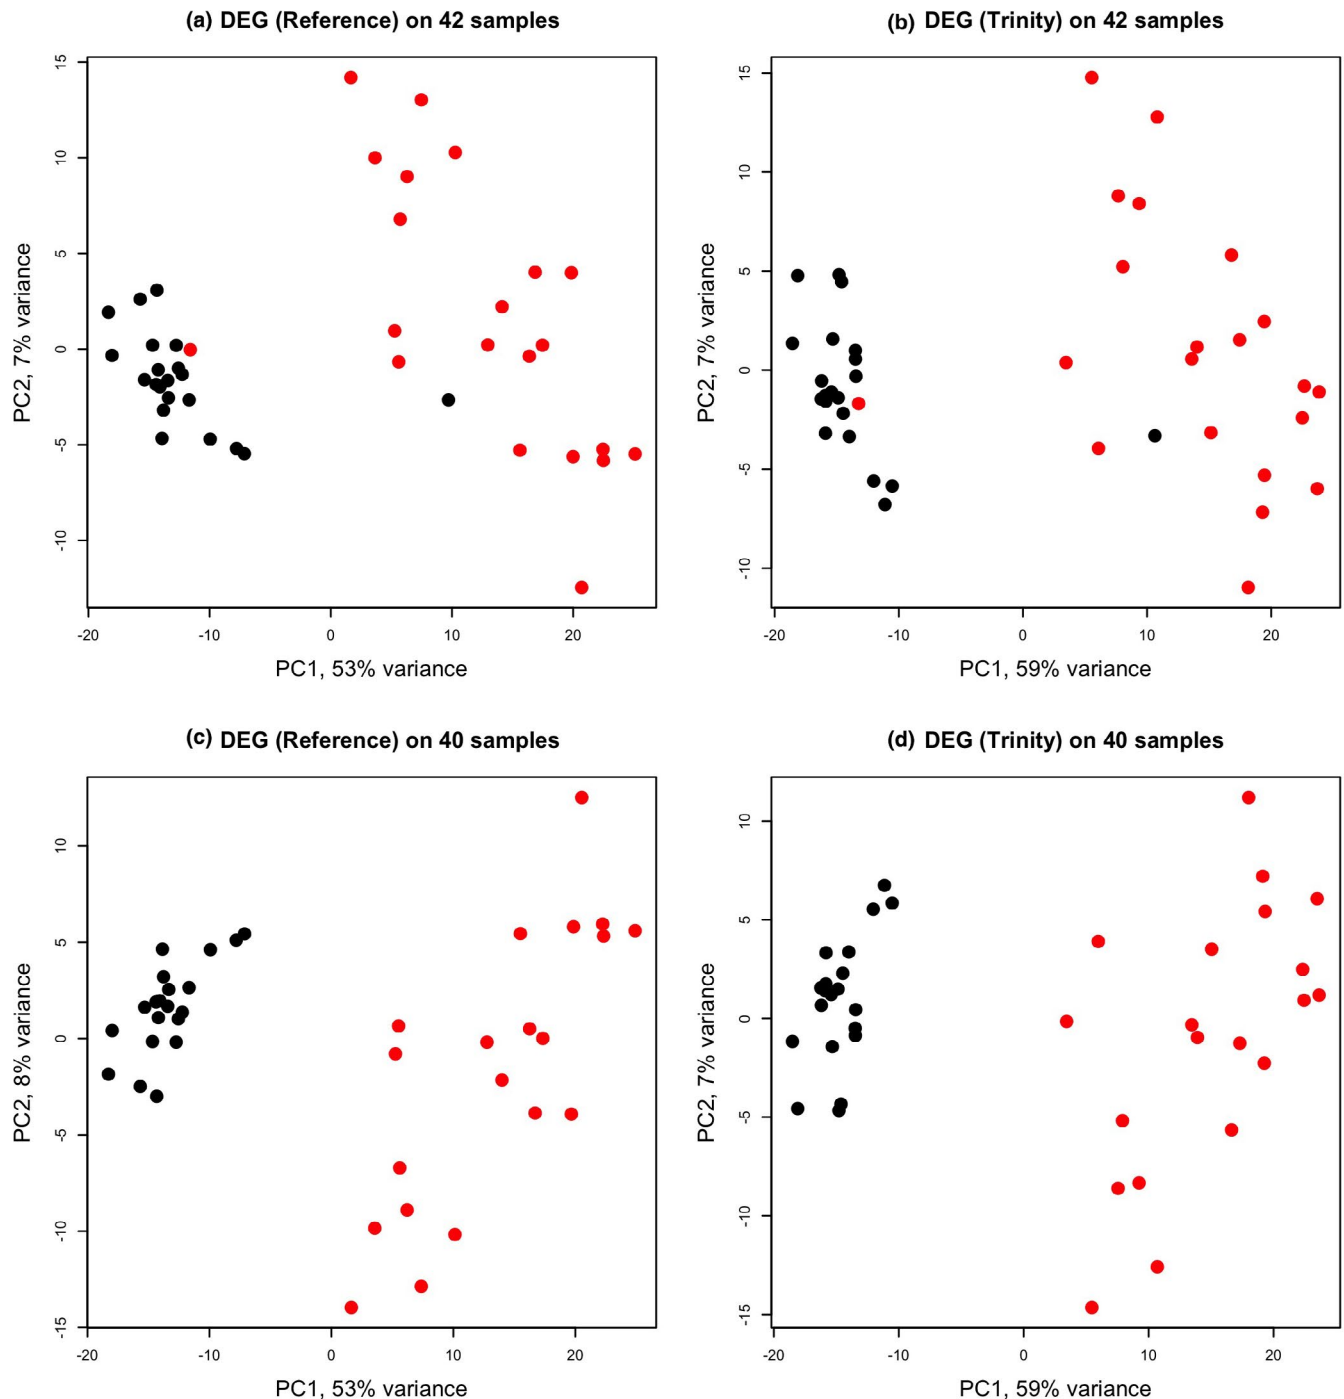 (a) DEG (Reference) on 42 samples
15
10
5
0
-5
-10
PC2, 7% variance
-20 -10 0 10 20
PC1, 53% variance
(b) DEG (Trinity) on 42 samples
15
10
5
0
-5
-10
PC2, 7% variance
-20 -10 0 10 20
PC1, 59% variance
(c) DEG (Reference) on 40 samples
10
5
0
-5
-10
-15
PC2, 8% variance
-20 -10 0 10 20
PC1, 53% variance
(d) DEG (Trinity) on 40 samples
10
5
0
-5
-10
-15
PC2, 7% variance
-20 -10 0 10 20
PC1, 59% variance